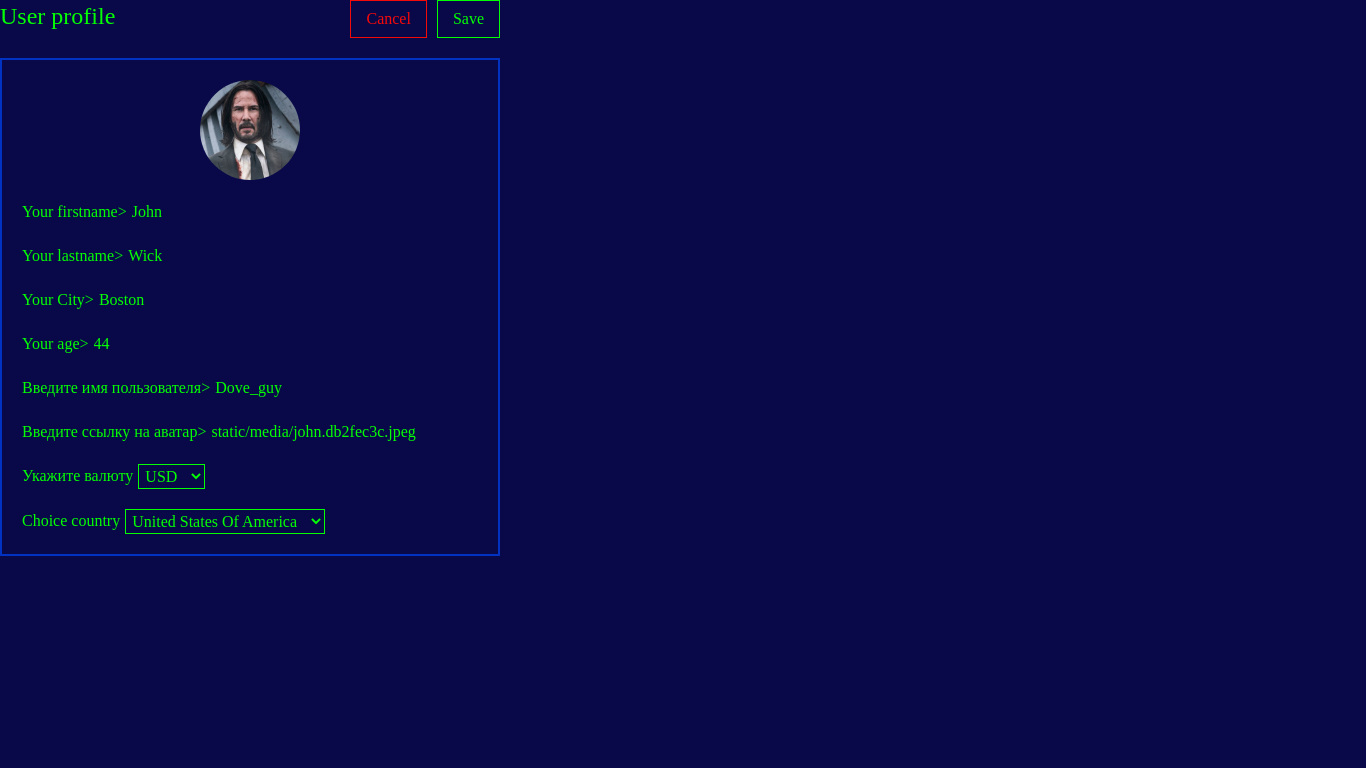 User profile
Cancel
Save
Your firstname> John
Your lastname> Wick
Your City> Boston
Your age> 44
Введите имя пользователя> Dove_guy
Введите ссылку на аватар> static/media/john.db2fec3c.jpeg
Укажите валюту USD
Choice country United States Of America